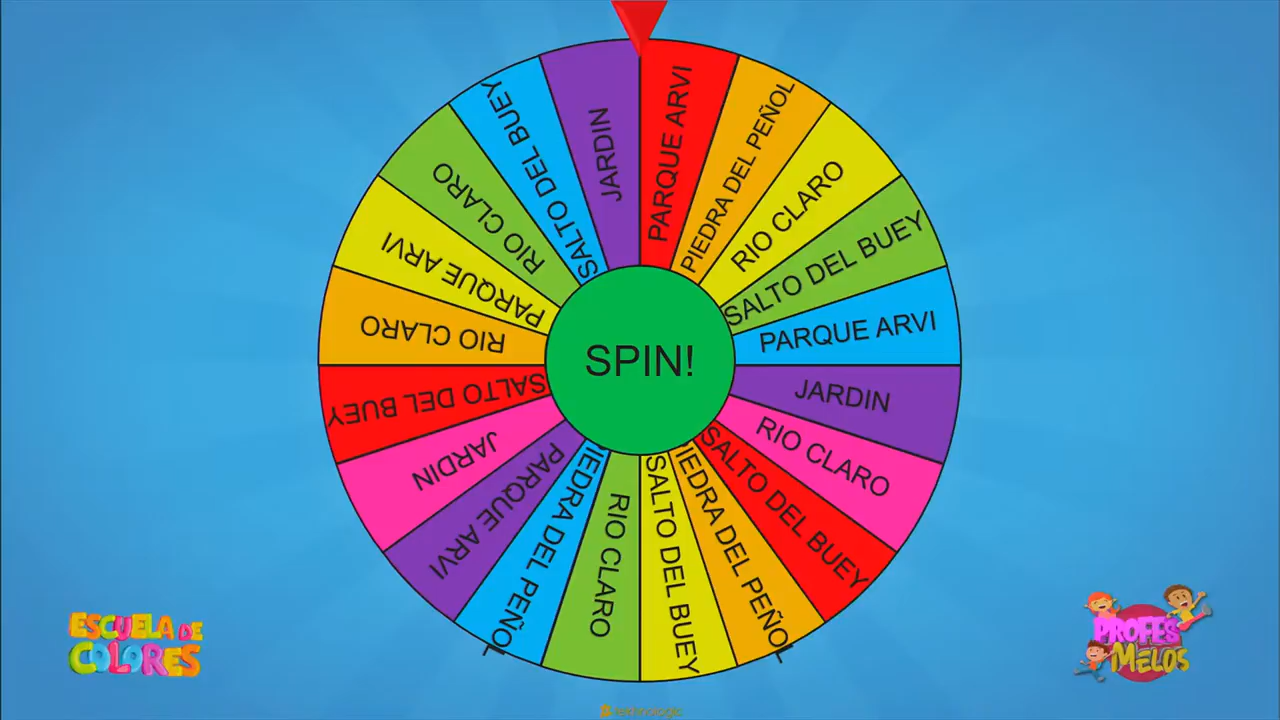 PARQUE ARVI
PIEDRA DEL PEÑOL
RIO CLARO
SALTO DEL BUEY
PARQUE ARVI
JARDIN
RIO CLARO
SALTO DEL BUEY
IEDRA DEL PEÑOL
SALTO DEL BUEY
RIO CLARO
IEDRA DEL PEÑOL
PARQUE ARVI
JARDIN
SALTO DEL BUEY
RIO CLARO
PARQUE ARVI
RIO CLARO
SALTO DEL BUEY
JARDIN
SPIN!
ESCUELA DE
COLORES
PROFES
MELOS